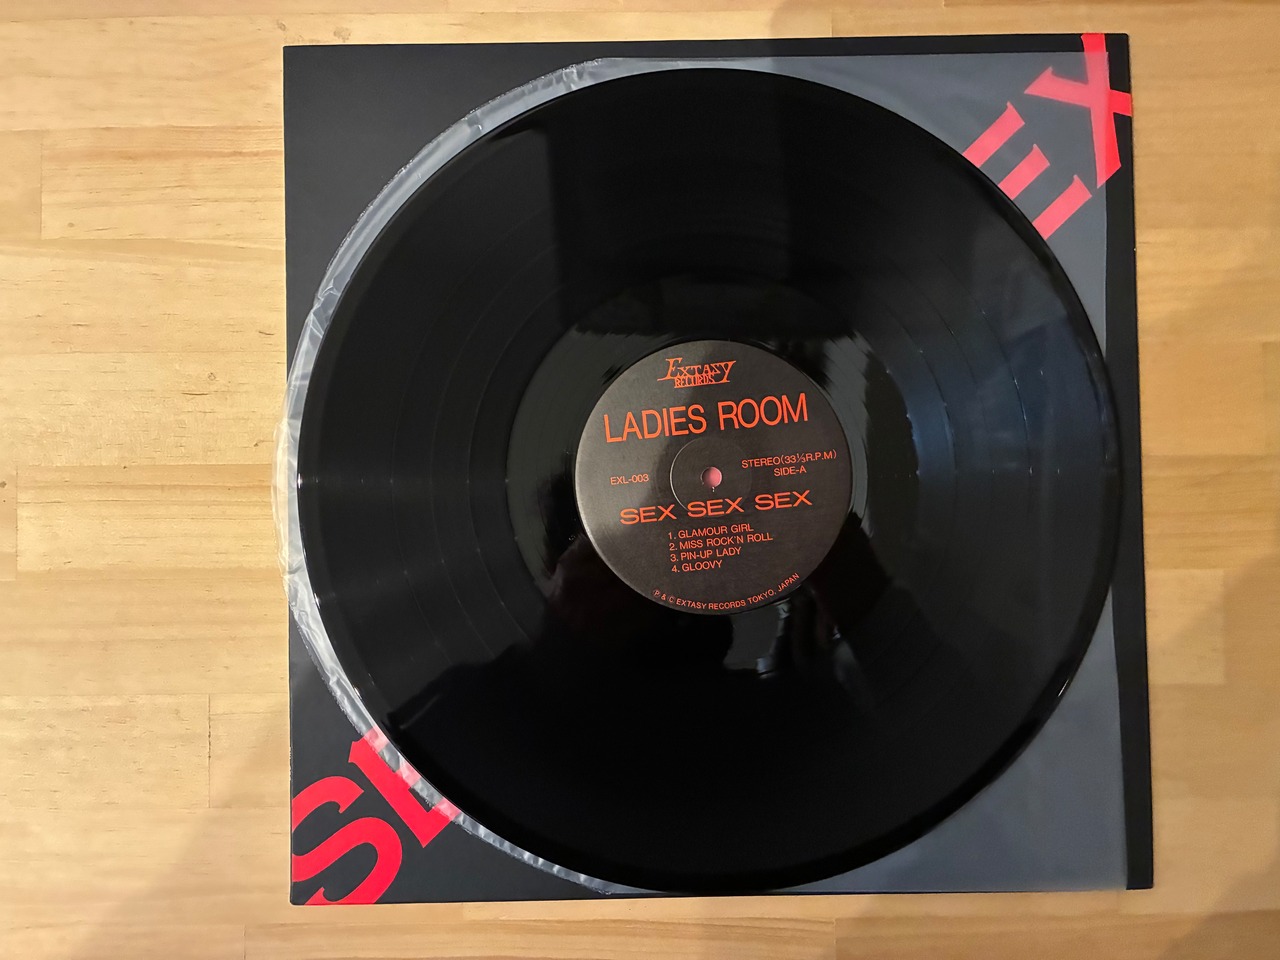 EX
SE
EXTASY
RECORDS
LADIES ROOM
EXL-003
STEREO(33⅓R.P.M)
SIDE-A
SEX SEX SEX
1. GLAMOUR GIRL
2. MISS ROCK'N ROLL
3. PIN-UP LADY
4. GLOOVY
P & C EXTASY RECORDS TOKYO. JAPAN